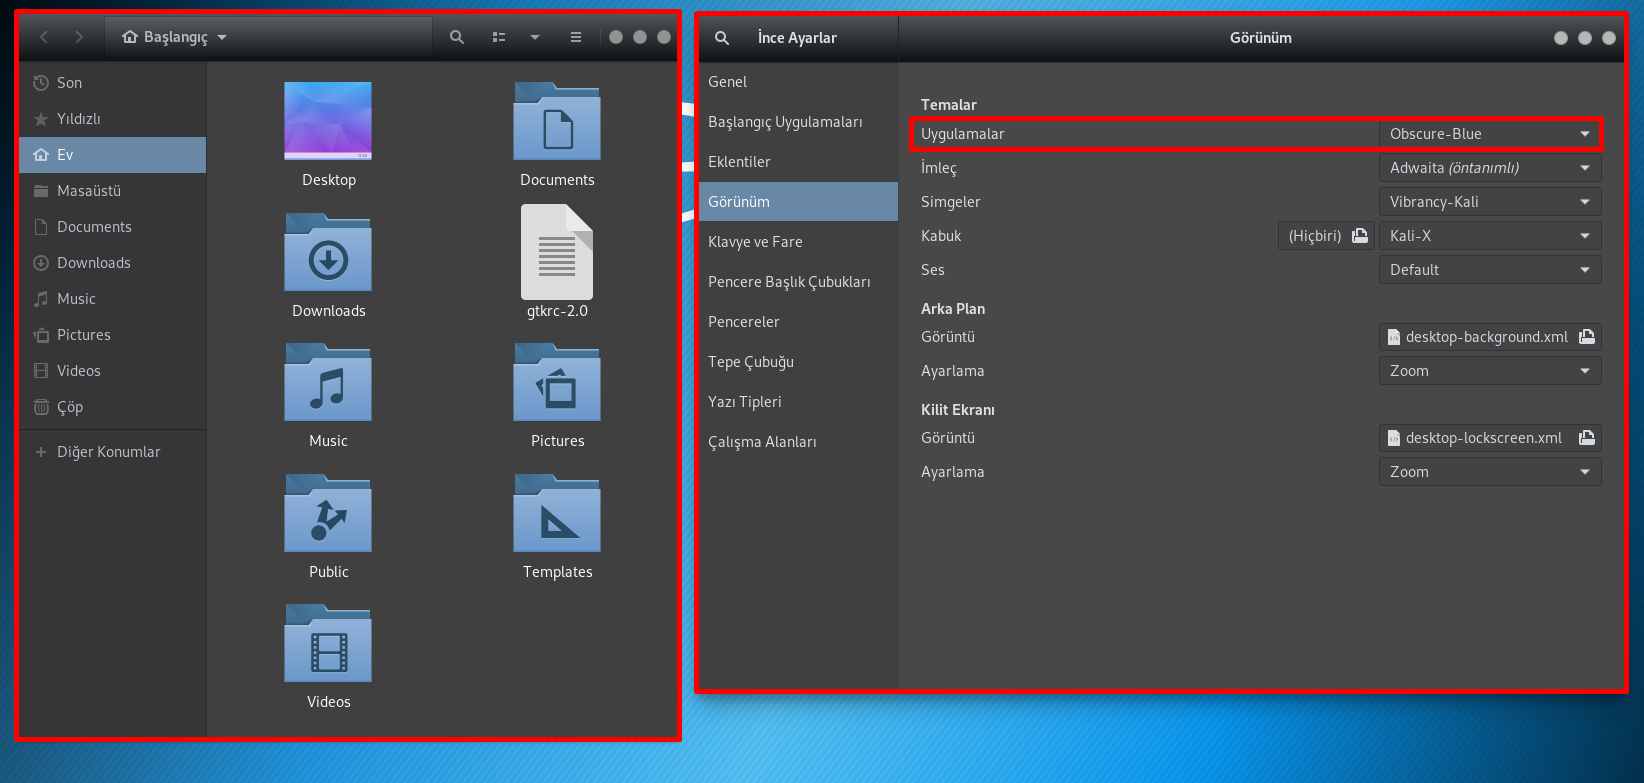 Başlangıç
Son
Yıldızlı
Ev
Masaüstü
Documents
Downloads
Music
Pictures
Videos
Çöp
Diğer Konumlar
Desktop
Documents
Downloads
gtkrc-2.0
Music
Pictures
Public
Templates
Videos
İnce Ayarlar
Görünüm
Genel
Başlangıç Uygulamaları
Eklentiler
Görünüm
Klavye ve Fare
Pencere Başlık Çubukları
Pencereler
Tepe Çubuğu
Yazı Tipleri
Çalışma Alanları
Temalar
Uygulamalar Obscure-Blue
İmleç Adwaita (öntanımlı)
Simgeler Vibrancy-Kali
Kabuk (Hiçbiri) Kali-X
Ses Default
Arka Plan
Görüntü desktop-background.xml
Ayarlama Zoom
Kilit Ekranı
Görüntü desktop-lockscreen.xml
Ayarlama Zoom